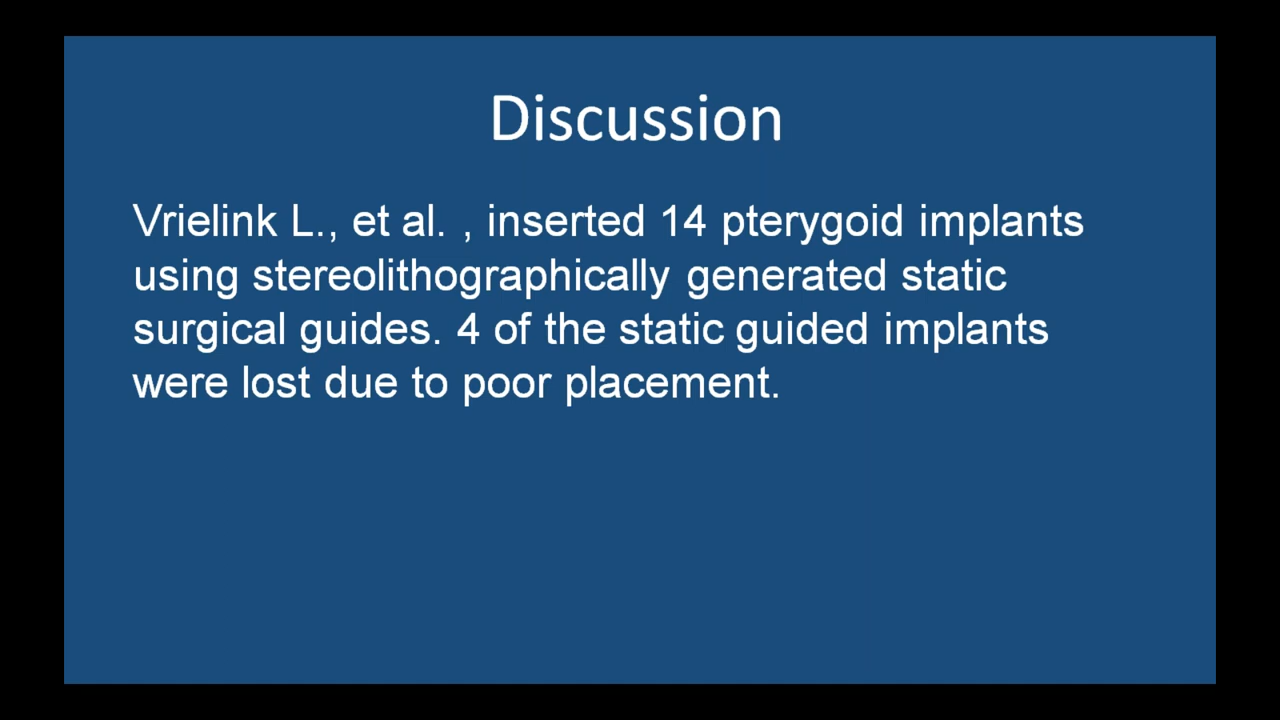 Discussion
Vrielink L., et al. , inserted 14 pterygoid implants
using stereolithographically generated static
surgical guides. 4 of the static guided implants
were lost due to poor placement.